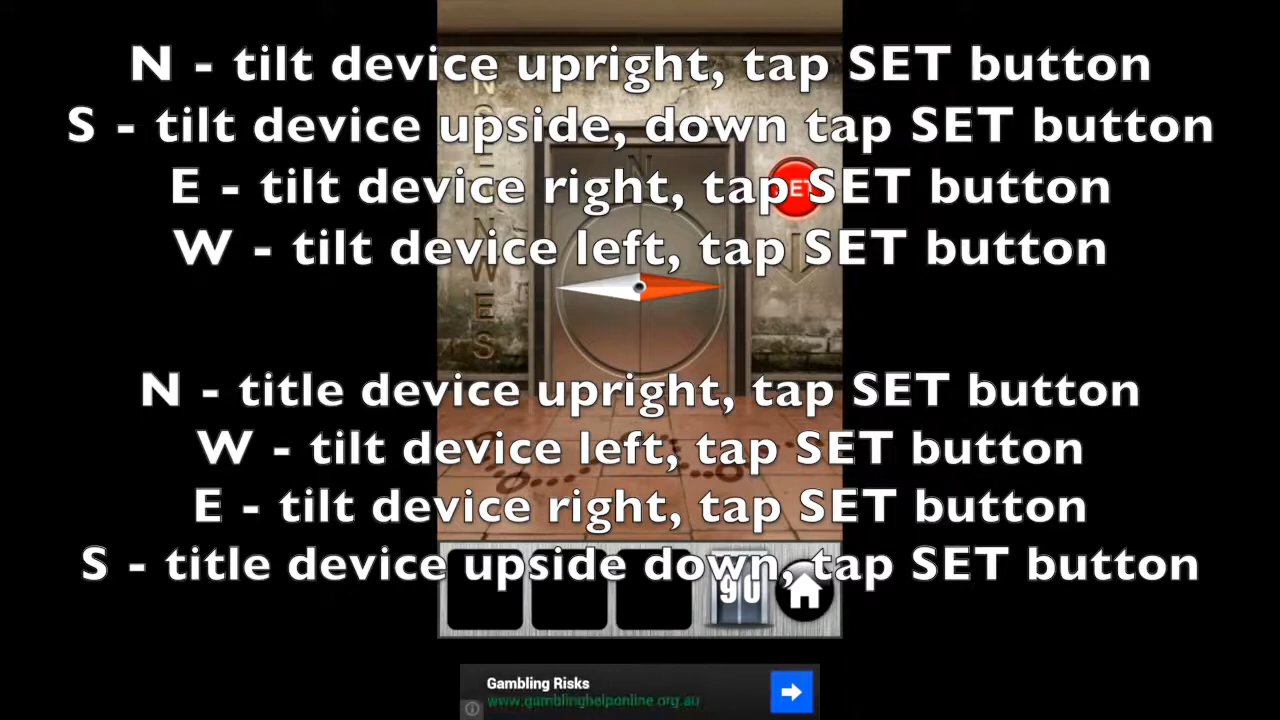 N - tilt device upright, tap SET button
S - tilt device upside, down tap SET button
E - tilt device right, tap SET button
W - tilt device left, tap SET button
N
N
W
E
S
SET
N - title device upright, tap SET button
W - tilt device left, tap SET button
E - tilt device right, tap SET button
S - title device upside down, tap SET button
90
Gambling Risks
www.gamblinghelponline.org.au